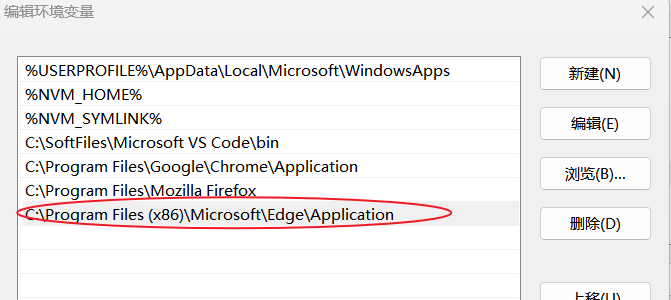 编辑环境变量
%USERPROFILE%\AppData\Local\Microsoft\WindowsApps
%NVM_HOME%
%NVM_SYMLINK%
C:\SoftFiles\Microsoft VS Code\bin
C:\Program Files\Google\Chrome\Application
C:\Program Files\Mozilla Firefox
C:\Program Files (x86)\Microsoft\Edge\Application
新建(N)
编辑(E)
浏览(B)...
删除(D)
上移(U)